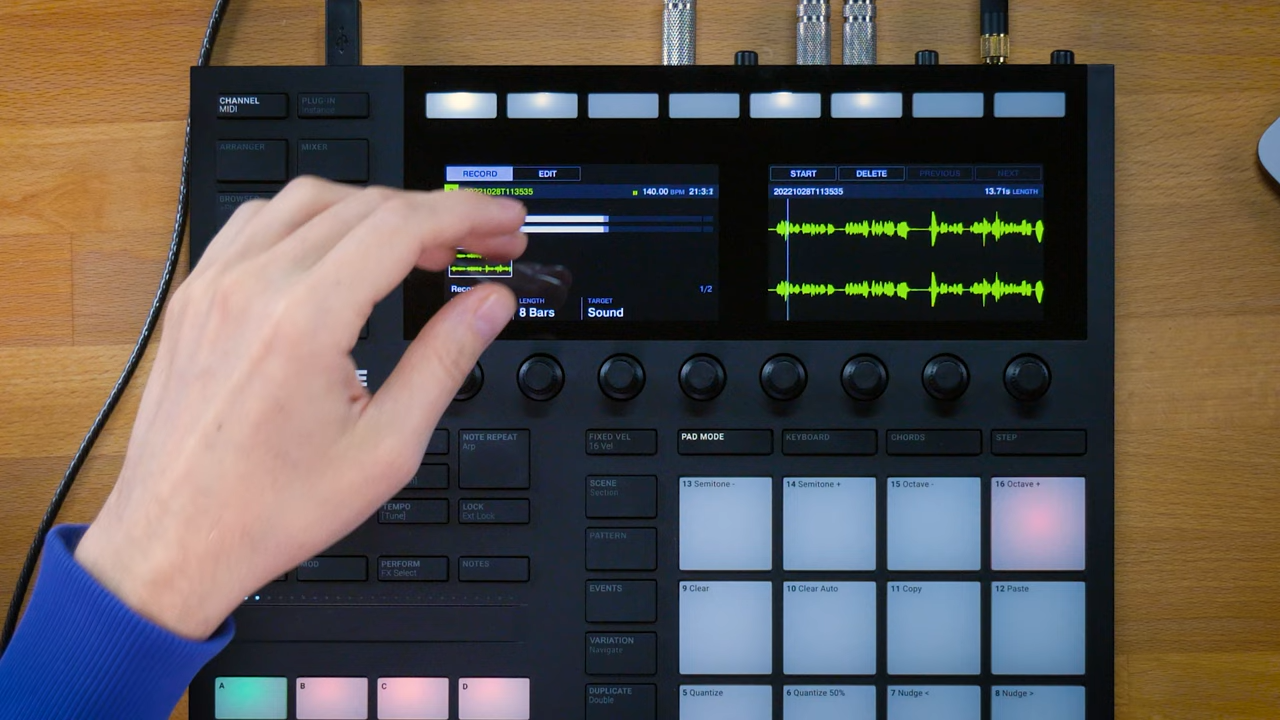 CHANNEL
MIDI
PLUG-IN
Instance
ARRANGER
MIXER
RECORD
EDIT
START
DELETE
PREVIOUS
NEXT
20221028T113535
140.00 BPM
20221028T113535
13.71s LENGTH
1/2
LENGTH
TARGET
8 Bars
Sound
E
NOTE REPEAT
Arp
FIXED VEL
16 Vel
PAD MODE
KEYBOARD
CHORDS
STEP
SCENE
Section
13 Semitone -
14 Semitone +
15 Octave -
16 Octave +
TEMPO
[Tune]
LOCK
Ext Lock
PATTERN
PERFORM
FX Select
NOTES
EVENTS
9 Clear
10 Clear Auto
11 Copy
12 Paste
VARIATION
Navigate
A
B
C
D
DUPLICATE
Double
5 Quantize
6 Quantize 50%
7 Nudge <
8 Nudge >